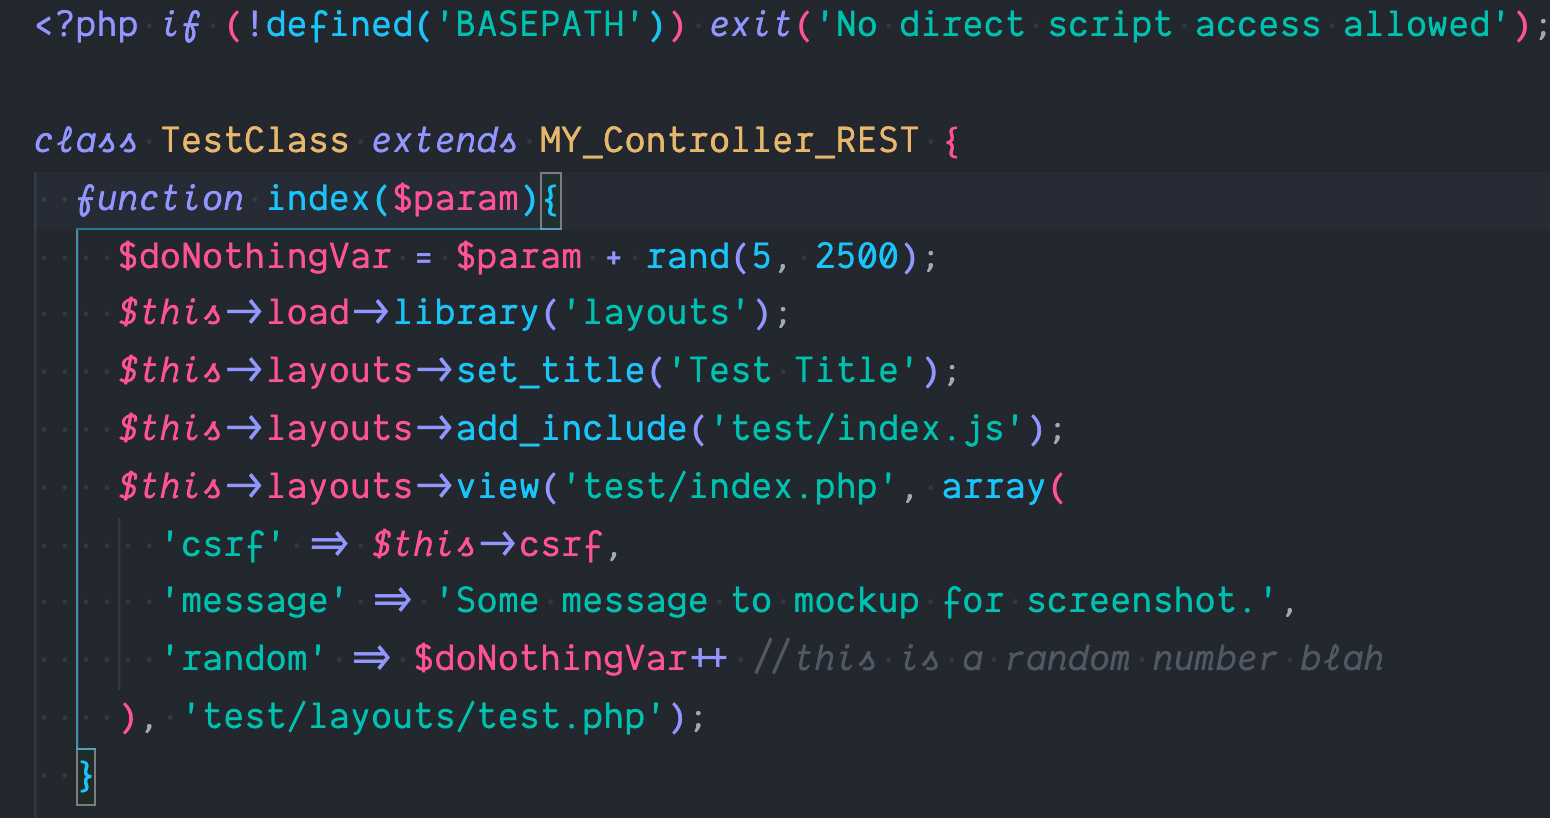 <?php if (!defined('BASEPATH')) exit('No direct script access allowed');
class TestClass extends MY_Controller_REST {
function index($param){
$doNothingVar = $param + rand(5, 2500);
$this->load->library('layouts');
$this->layouts->set_title('Test Title');
$this->layouts->add_include('test/index.js');
$this->layouts->view('test/index.php', array(
'csrf' => $this->csrf,
'message' => 'Some message to mockup for screenshot.',
'random' => $doNothingVar++ //this is a random number blah
), 'test/layouts/test.php');
}